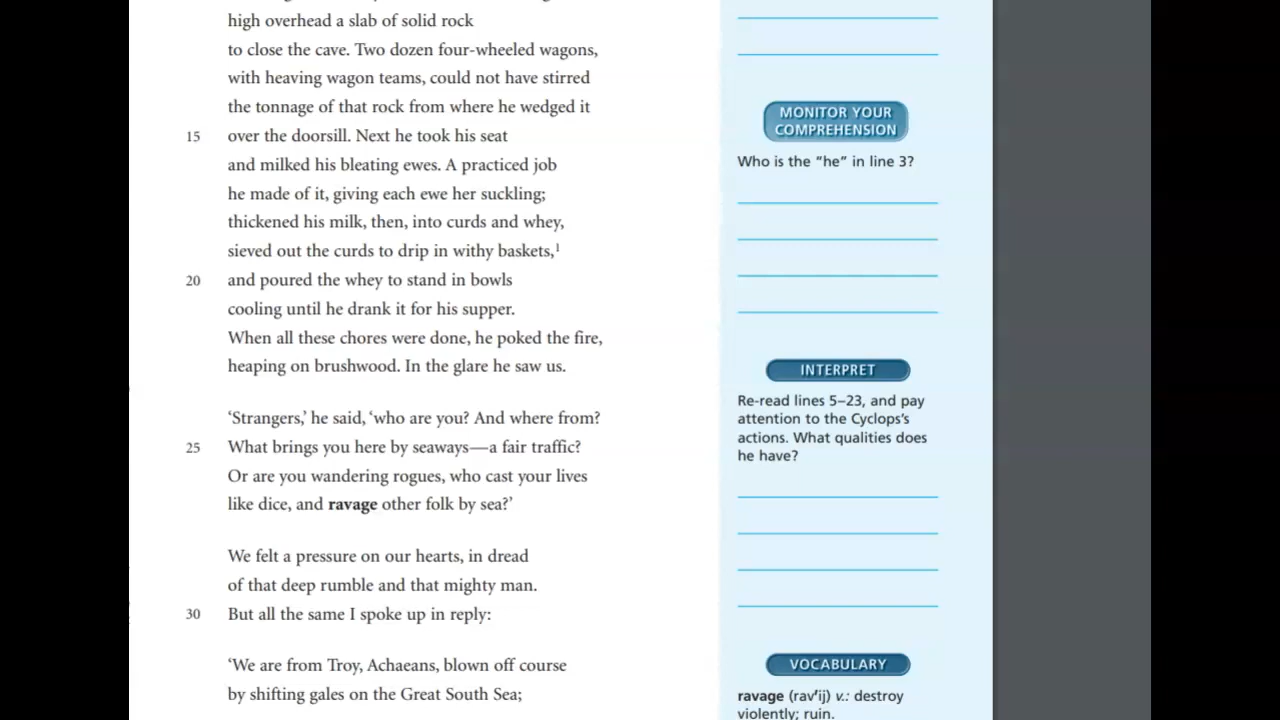 high overhead a slab of solid rock
to close the cave. Two dozen four-wheeled wagons,
with heaving wagon teams, could not have stirred
the tonnage of that rock from where he wedged it
15 over the doorsill. Next he took his seat
and milked his bleating ewes. A practiced job
he made of it, giving each ewe her suckling;
thickened his milk, then, into curds and whey,
sieved out the curds to drip in withy baskets,¹
20 and poured the whey to stand in bowls
cooling until he drank it for his supper.
When all these chores were done, he poked the fire,
heaping on brushwood. In the glare he saw us.
‘Strangers,’ he said, ‘who are you? And where from?
25 What brings you here by seaways—a fair traffic?
Or are you wandering rogues, who cast your lives
like dice, and ravage other folk by sea?’
We felt a pressure on our hearts, in dread
of that deep rumble and that mighty man.
30 But all the same I spoke up in reply:
‘We are from Troy, Achaeans, blown off course
by shifting gales on the Great South Sea;
MONITOR YOUR
COMPREHENSION
Who is the “he” in line 3?
INTERPRET
Re-read lines 5–23, and pay
attention to the Cyclops’s
actions. What qualities does
he have?
VOCABULARY
ravage (rav′ij) v.: destroy
violently; ruin.